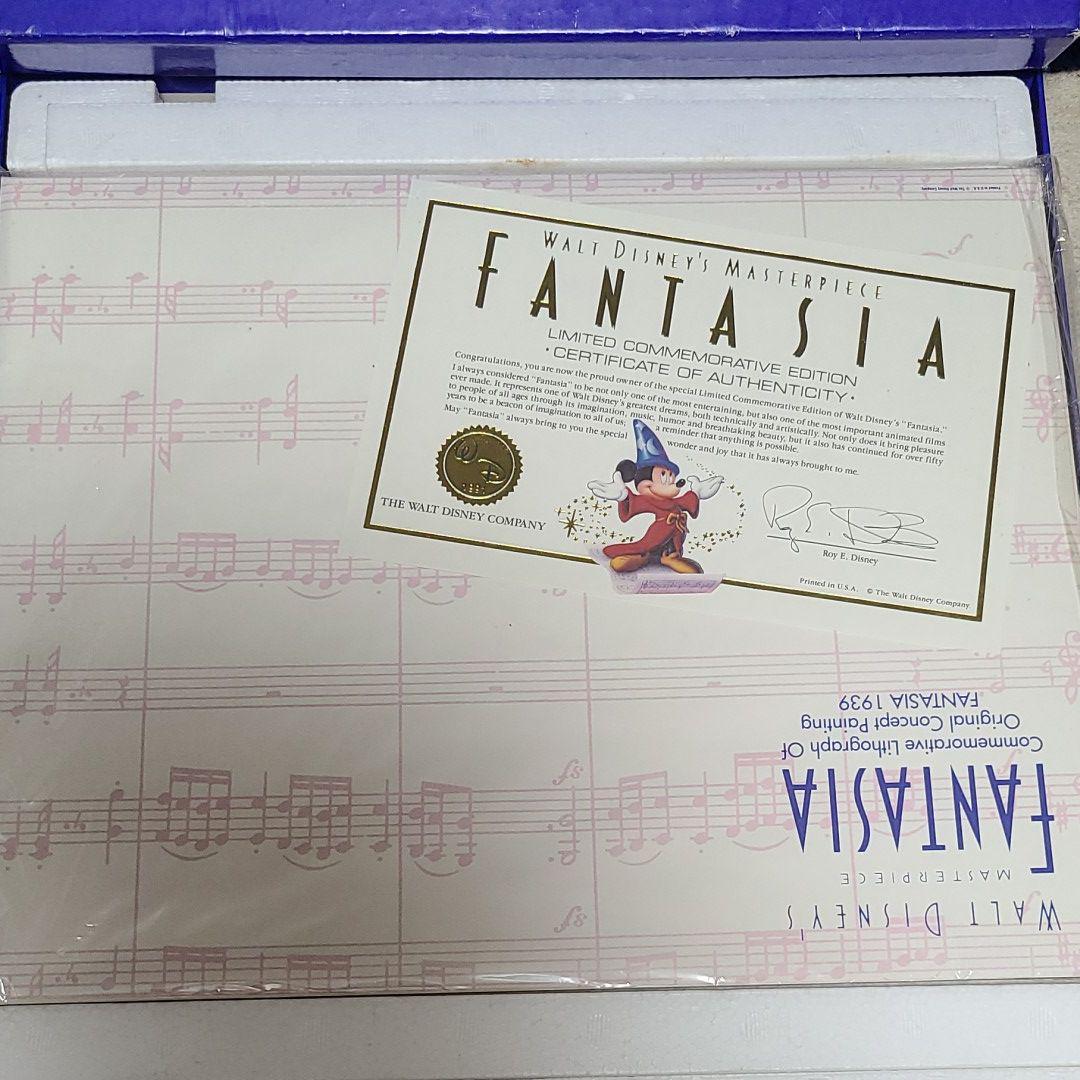 WALT DISNEY'S MASTERPIECE
FANTASIA
LIMITED COMMEMORATIVE EDITION
·CERTIFICATE OF AUTHENTICITY·
Congratulations, you are now the proud owner of the special Limited Commemorative Edition of Walt Disney's "Fantasia."
I always considered "Fantasia" to be not only one of the most entertaining, but also one of the most important animated films
ever made. It represents one of Walt Disney's greatest dreams, both technically and artistically. Not only does it bring pleasure
to people of all ages through its imagination, music, humor and breathtaking beauty, but it also has continued for over fifty
years to be a beacon of imagination to all of us; a reminder that anything is possible.
May "Fantasia" always bring to you the special wonder and joy that it has always brought to me.
THE WALT DISNEY COMPANY
Roy E. Disney
Printed in U.S.A. © The Walt Disney Company
WALT DISNEY'S
MASTERPIECE
FANTASIA
Commemorative Lithograph Of
Original Concept Painting
FANTASIA 1939
Printed in U.S.A. © The Walt Disney Company